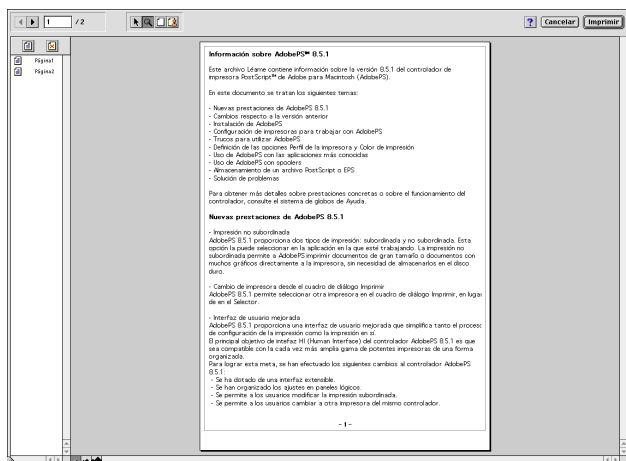 1 / 2
? Cancelar Imprimir
Página1
Página2
Información sobre AdobePS™ 8.5.1
Este archivo Léame contiene información sobre la versión 8.5.1 del controlador de
impresora PostScript™ de Adobe para Macintosh (AdobePS).
En este documento se tratan los siguientes temas:
- Nuevas prestaciones de AdobePS 8.5.1
- Cambios respecto a la versión anterior
- Instalación de AdobePS
- Configuración de impresoras para trabajar con AdobePS
- Trucos para utilizar AdobePS
- Definición de las opciones Perfil de la impresora y Color de impresión
- Uso de AdobePS con las aplicaciones más conocidas
- Uso de AdobePS con spoolers
- Almacenamiento de un archivo PostScript o EPS
- Solución de problemas
Para obtener más detalles sobre prestaciones concretas o sobre el funcionamiento del
controlador, consulte el sistema de globos de Ayuda.
Nuevas prestaciones de AdobePS 8.5.1
- Impresión no subordinada
AdobePS 8.5.1 proporciona dos tipos de impresión: subordinada y no subordinada. Esta
opción la puede seleccionar en la aplicación en la que esté trabajando. La impresión no
subordinada permite a AdobePS imprimir documentos de gran tamaño o documentos con
muchos gráficos directamente a la impresora, sin necesidad de almacenarlos en el disco
duro.
- Cambio de impresora desde el cuadro de diálogo Imprimir
AdobePS 8.5.1 permite seleccionar otra impresora en el cuadro de diálogo Imprimir, en lugar
de en el Selector.
- Interfaz de usuario mejorada
AdobePS 8.5.1 proporciona una interfaz de usuario mejorada que simplifica tanto el proceso
de configuración de la impresión como la impresión en sí.
El principal objetivo de intefaz HI (Human Interface) del controlador AdobePS 8.5.1 es que
sea compatible con la cada vez más amplia gama de potentes impresoras de una forma
organizada.
Para lograr esta meta, se han efectuado los siguientes cambios al controlador AdobePS
8.5.1:
- Se ha dotado de una interfaz extensible.
- Se han organizado los ajustes en paneles lógicos.
- Se permite a los usuarios modificar la impresión subordinada.
- Se permite a los usuarios cambiar a otra impresora del mismo controlador.
- 1 -